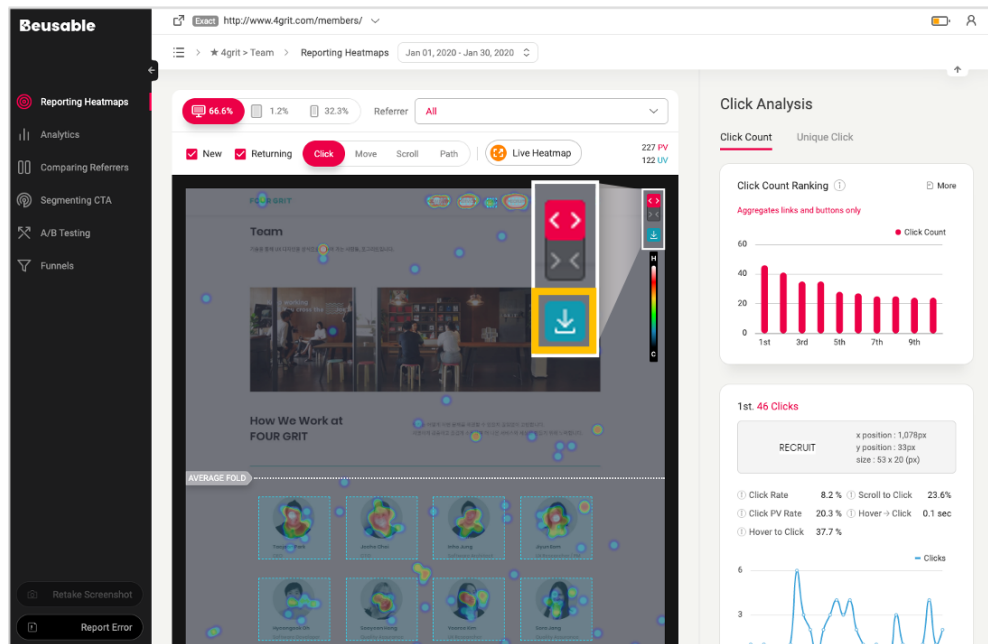 Beusable
Exact http://www.4grit.com/members/
★ 4grit > Team > Reporting Heatmaps Jan 01, 2020 - Jan 30, 2020
Reporting Heatmaps
Analytics
Comparing Referrers
Segmenting CTA
A/B Testing
Funnels
Retake Screenshot
Report Error
66.6% 1.2% 32.3% Referrer All
New Returning Click Move Scroll Path Live Heatmap
227 PV
122 UV
FOUR GRIT
Team
H
C
How We Work at
FOUR GRIT
AVERAGE FOLD
Click Analysis
Click Count Unique Click
Click Count Ranking More
Aggregates links and buttons only
Click Count
60
40
20
0
1st 3rd 5th 7th 9th
1st. 46 Clicks
RECRUIT
x position : 1,078px
y position : 33px
size : 53 x 20 (px)
Click Rate 8.2 % Scroll to Click 23.6%
Click PV Rate 20.3 % Hover → Click 0.1 sec
Hover to Click 37.7 %
Clicks
6
3